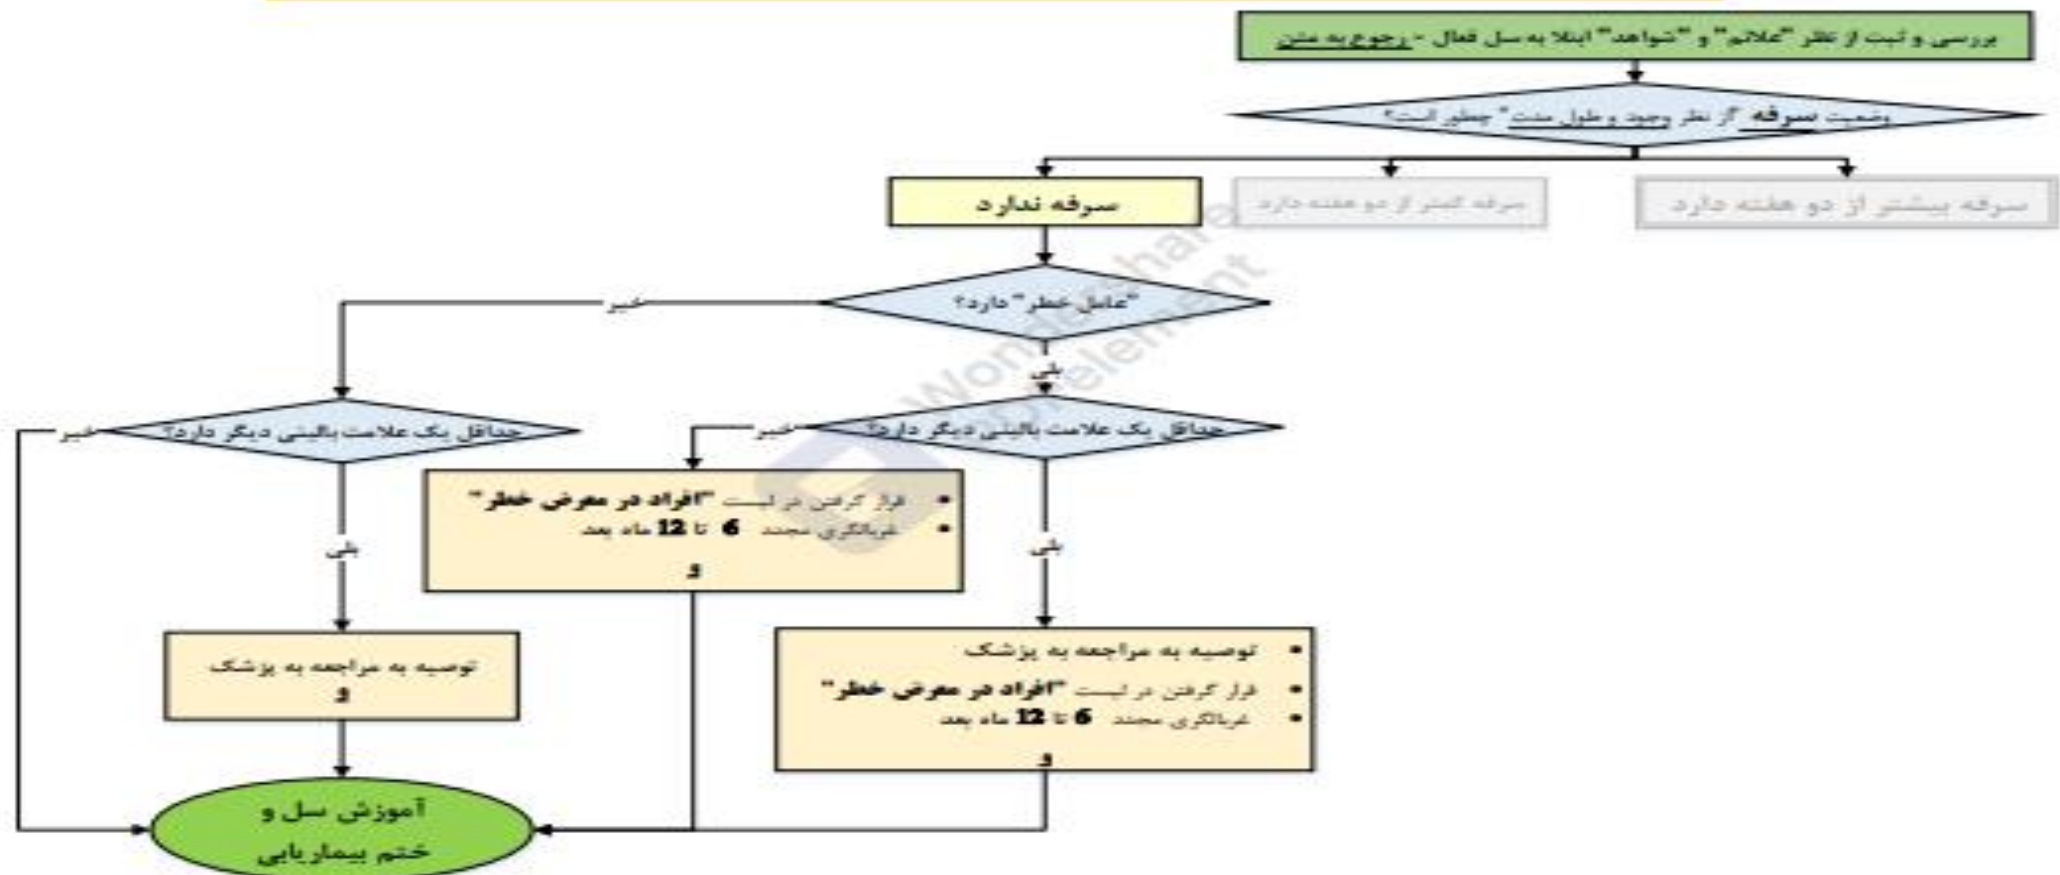 بررسی و ثبت از نظر "علائم" و "شواهد" ابتلا به سل فعال - رجوع به متن
وضعیت سرفه "از نظر وجود و طول مدت" چطور است؟
سرفه بیشتر از دو هفته دارد
سرفه کمتر از دو هفته دارد
سرفه ندارد
"عامل خطر" دارد؟
خیر
بلی
حداقل یک علامت بالینی دیگر دارد؟
خیر
حداقل یک علامت بالینی دیگر دارد؟
خیر
• قرار گرفتن در لیست "افراد در معرض خطر"
• غربالگری مجدد 6 تا 12 ماه بعد
و
بلی
بلی
• توصیه به مراجعه به پزشک
• قرار گرفتن در لیست "افراد در معرض خطر"
• غربالگری مجدد 6 تا 12 ماه بعد
و
توصیه به مراجعه به پزشک
و
آموزش سل و
ختم بیماریابی
Wondershare
PDFelement